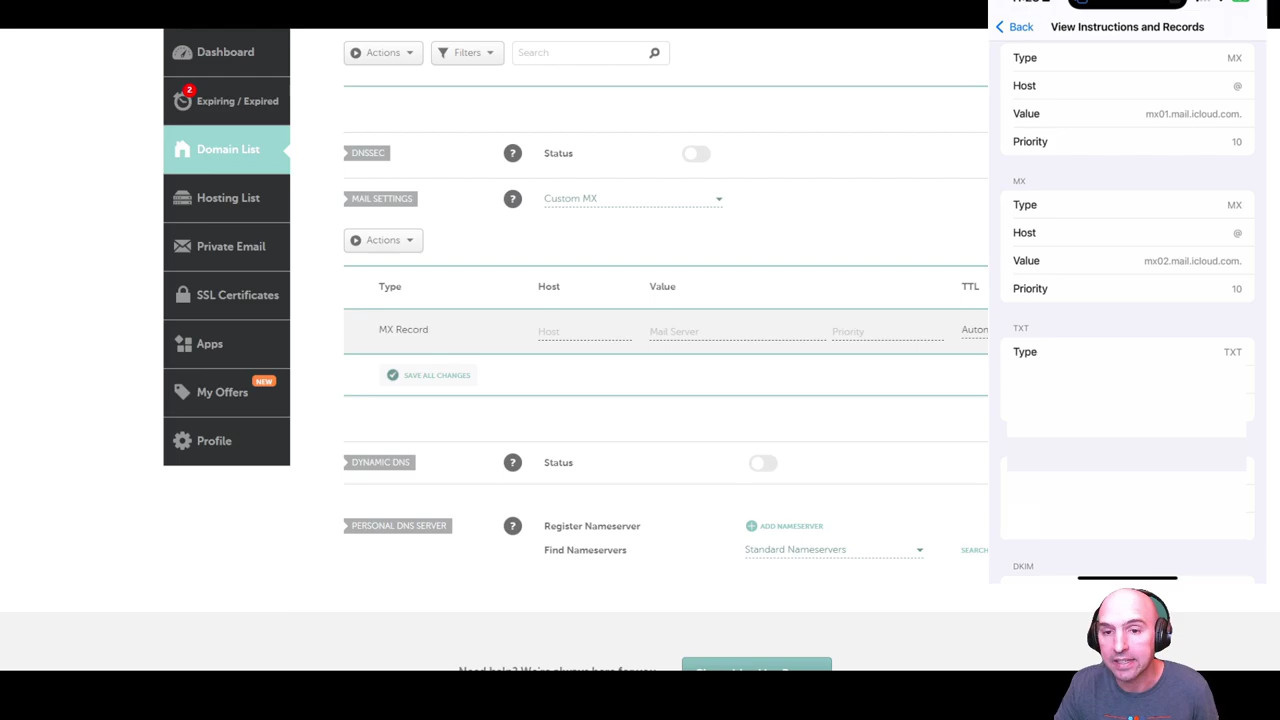 Dashboard
2
Expiring / Expired
Domain List
Hosting List
Private Email
SSL Certificates
Apps
My Offers NEW
Profile
Actions Filters Search
DNSSEC ? Status
MAIL SETTINGS ? Custom MX
Actions
Type Host Value TTL
MX Record Host Mail Server Priority
SAVE ALL CHANGES
DYNAMIC DNS ? Status
PERSONAL DNS SERVER ? Register Nameserver ADD NAMESERVER
Find Nameservers Standard Nameservers
Back View Instructions and Records
Type MX
Host @
Value mx01.mail.icloud.com.
Priority 10
MX
Type MX
Host @
Value mx02.mail.icloud.com.
Priority 10
TXT
Type TXT
DKIM